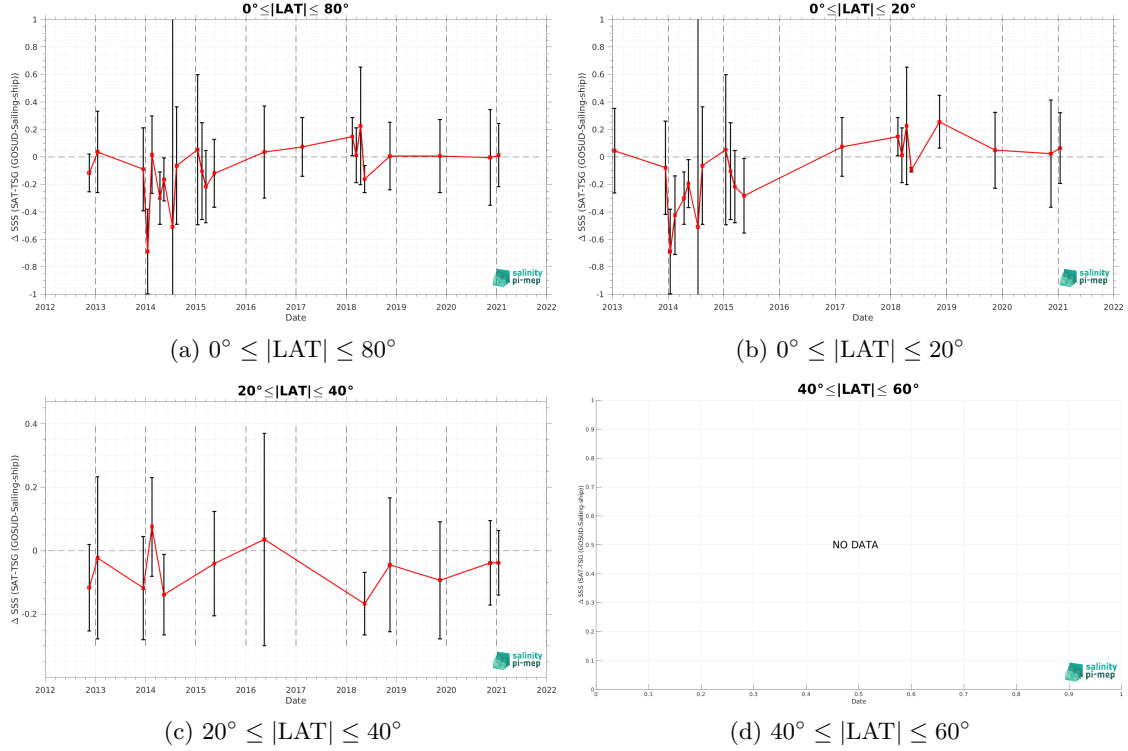 0°≤|LAT|≤ 80°
1
0.8
0.6
0.4
0.2
0
-0.2
-0.4
-0.6
-0.8
-1
Δ SSS (SAT-TSG (GOSUD-Sailing-ship))
2012 2013 2014 2015 2016 2017 2018 2019 2020 2021 2022
Date
salinity
pi-mep
(a) 0° ≤ |LAT| ≤ 80°
0°≤|LAT|≤ 20°
1
0.8
0.6
0.4
0.2
0
-0.2
-0.4
-0.6
-0.8
-1
Δ SSS (SAT-TSG (GOSUD-Sailing-ship))
2013 2014 2015 2016 2017 2018 2019 2020 2021 2022
Date
salinity
pi-mep
(b) 0° ≤ |LAT| ≤ 20°
20°≤|LAT|≤ 40°
0.4
0.2
0
-0.2
Δ SSS (SAT-TSG (GOSUD-Sailing-ship))
2012 2013 2014 2015 2016 2017 2018 2019 2020 2021 2022
Date
salinity
pi-mep
(c) 20° ≤ |LAT| ≤ 40°
40°≤|LAT|≤ 60°
1
0.9
0.8
0.7
0.6
0.5
0.4
0.3
0.2
0.1
0
Δ SSS (SAT-TSG (GOSUD-Sailing-ship))
NO DATA
0 0.1 0.2 0.3 0.4 0.5 0.6 0.7 0.8 0.9 1
Date
salinity
pi-mep
(d) 40° ≤ |LAT| ≤ 60°